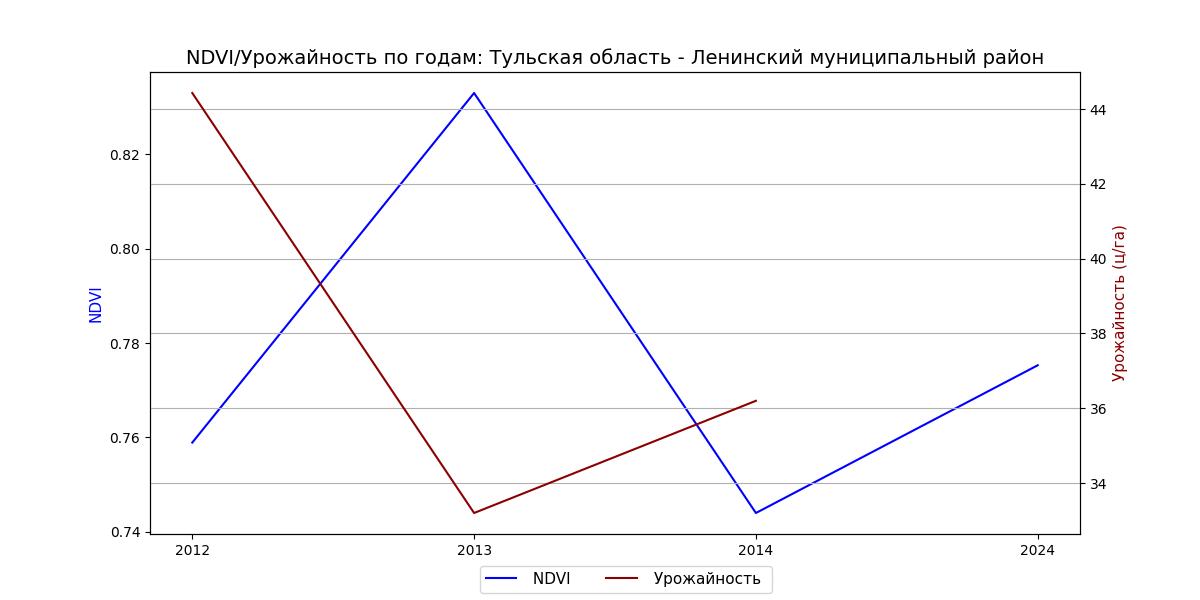 NDVI/Урожайность по годам: Тульская область - Ленинский муниципальный район
0.82
0.80
0.78
0.76
0.74
NDVI
44
42
40
38
36
34
Урожайность (ц/га)
2012 2013 2014 2024
NDVI Урожайность